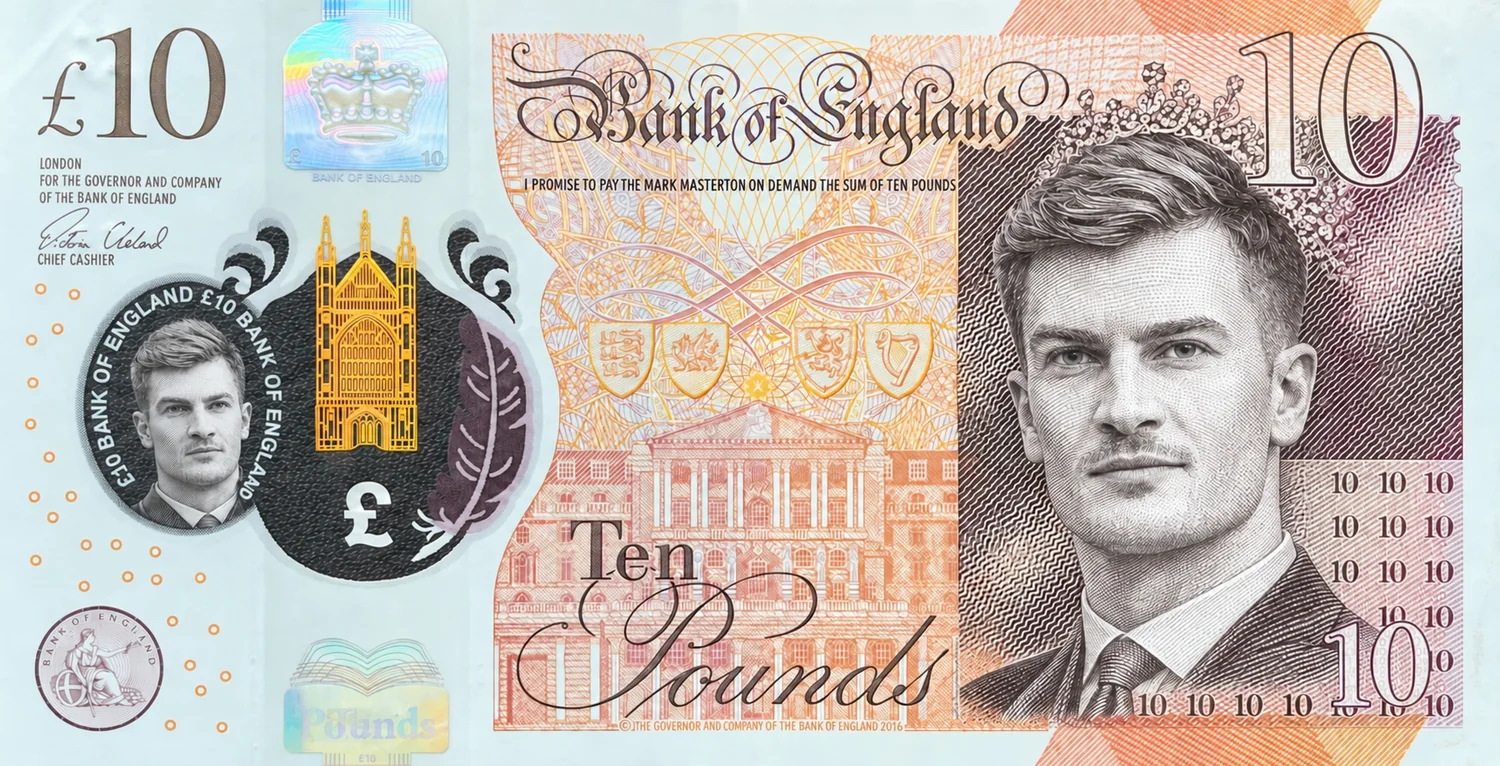 £10
LONDON
FOR THE GOVERNOR AND COMPANY
OF THE BANK OF ENGLAND
CHIEF CASHIER
£ 10
BANK OF ENGLAND
£10 BANK OF ENGLAND £10 BANK OF ENGLAND
£
BANK OF ENGLAND
Pounds
£10
Bank of England
I PROMISE TO PAY THE MARK MASTERTON ON DEMAND THE SUM OF TEN POUNDS
Ten
Pounds
© THE GOVERNOR AND COMPANY OF THE BANK OF ENGLAND 2016
10
10 10 10
10 10 10
10 10 10
10 10
10
10
10 10 10 10 10 10 10